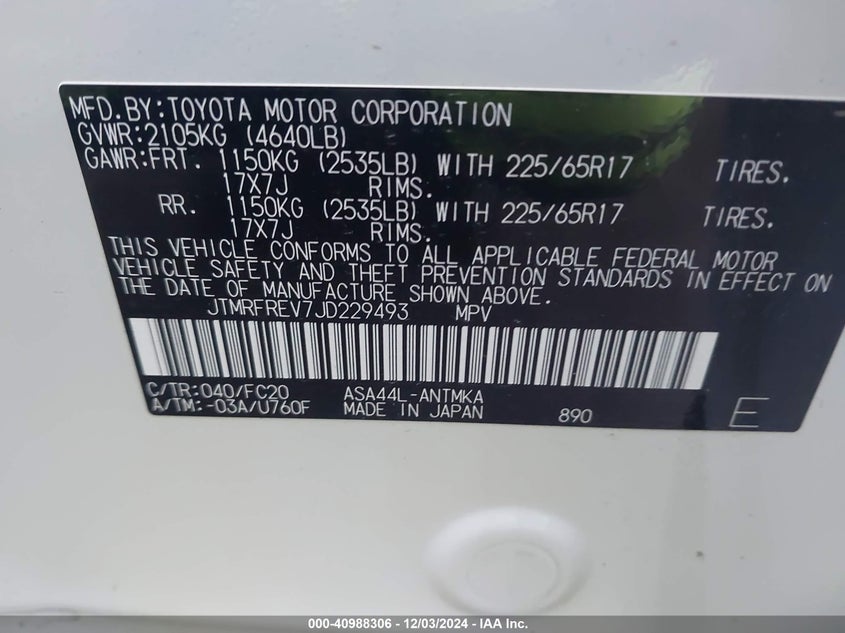 MFD.BY:TOYOTA MOTOR CORPORATION
GVWR:2105KG (4640LB)
GAWR:FRT. 1150KG (2535LB) WITH 225/65R17 TIRES.
17X7J RIMS.
RR. 1150KG (2535LB) WITH 225/65R17 TIRES.
17X7J RIMS.
THIS VEHICLE CONFORMS TO ALL APPLICABLE FEDERAL MOTOR
VEHICLE SAFETY AND THEFT PREVENTION STANDARDS IN EFFECT ON
THE DATE OF MANUFACTURE SHOWN ABOVE.
JTMRFREV7JD229493 MPV
C/TR:040/FC20 ASA44L-ANTMKA
A/TM:-03A/U760F MADE IN JAPAN 890 E
000-40988306 - 12/03/2024 - IAA Inc.